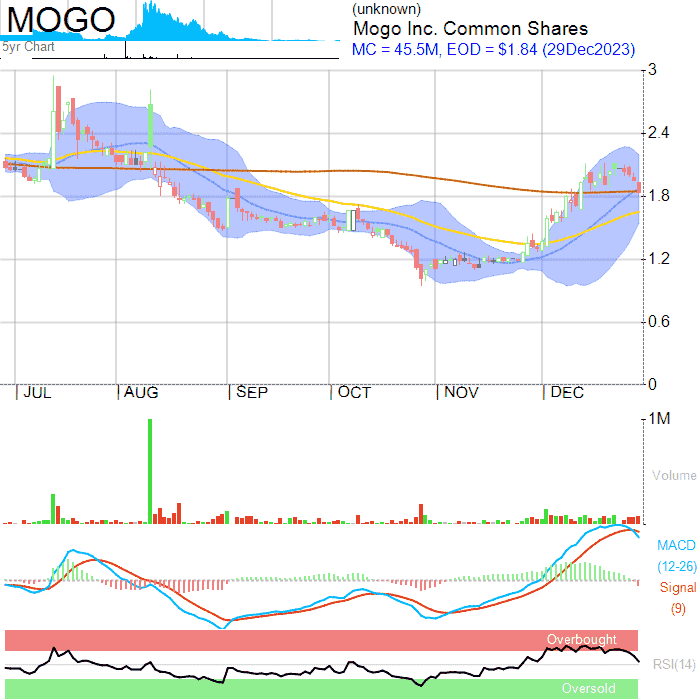 MOGO
5yr Chart
(unknown)
Mogo Inc. Common Shares
MC = 45.5M, EOD = $1.84 (29Dec2023)
3
2.4
1.8
1.2
0.6
0
JUL AUG SEP OCT NOV DEC
1M
Volume
MACD
(12-26)
Signal
(9)
Overbought
RSI(14)
Oversold